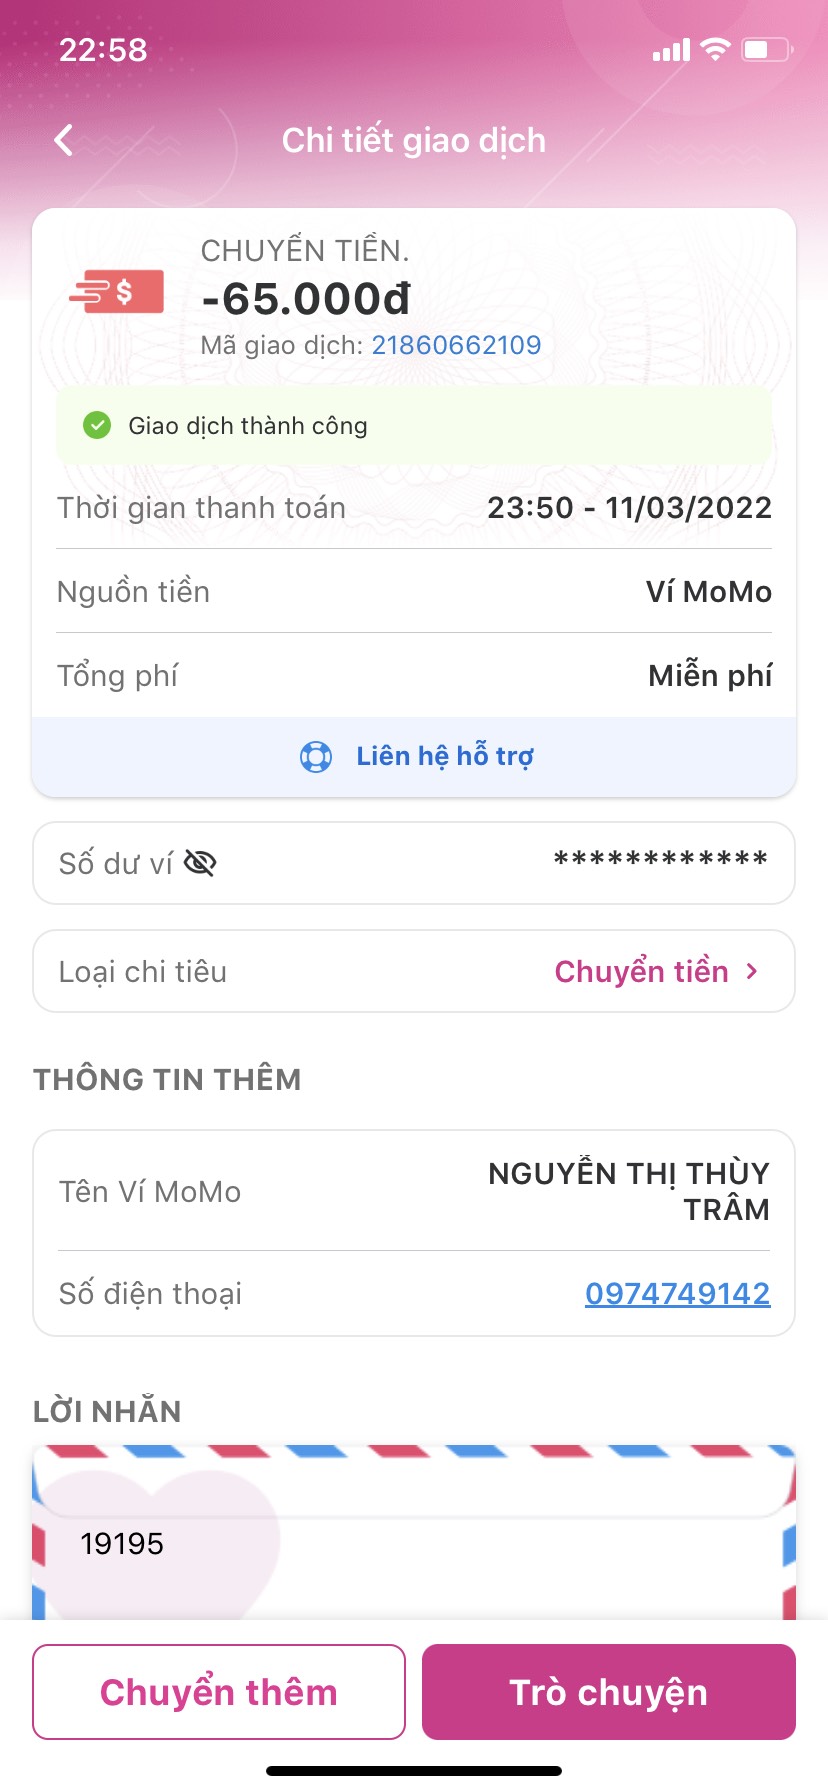 22:58
Chi tiết giao dịch
CHUYỂN TIỀN.
$
-65.000đ
Mã giao dịch: 21860662109
Giao dịch thành công
Thời gian thanh toán 23:50 - 11/03/2022
Nguồn tiền Ví MoMo
Tổng phí Miễn phí
Liên hệ hỗ trợ
Số dư ví ************
Loại chi tiêu Chuyển tiền >
THÔNG TIN THÊM
Tên Ví MoMo NGUYỄN THỊ THÙY
TRÂM
Số điện thoại 0974749142
LỜI NHẮN
19195
Chuyển thêm Trò chuyện